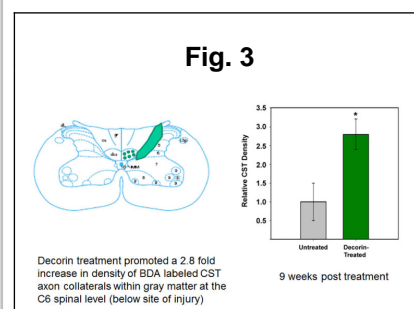 Fig. 3
3.5
3.0
2.5
2.0
1.5
1.0
0.5
Relative CST Density
*
Untreated
Decorin-
Treated
Decorin treatment promoted a 2.8 fold
increase in density of BDA labeled CST
axon collaterals within gray matter at the
C6 spinal level (below site of injury)
9 weeks post treatment